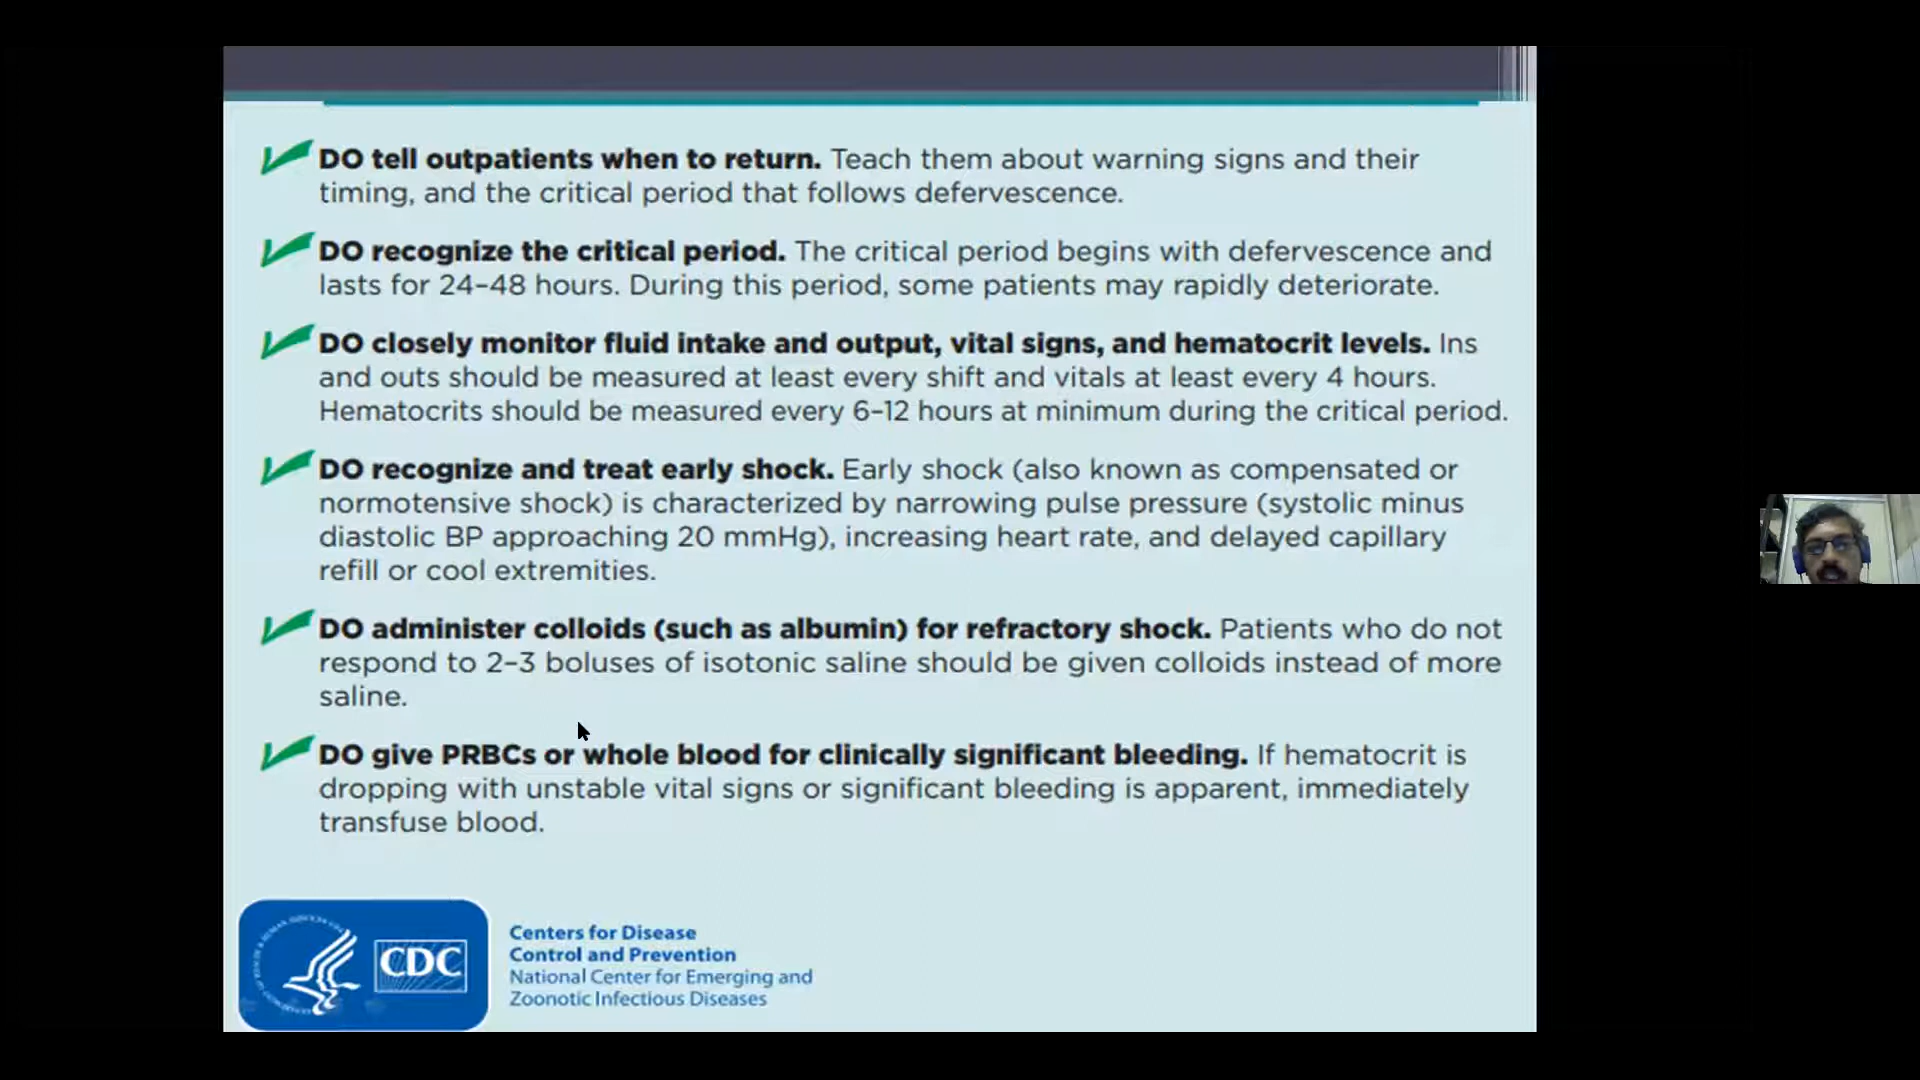 DO tell outpatients when to return. Teach them about warning signs and their
timing, and the critical period that follows defervescence.
DO recognize the critical period. The critical period begins with defervescence and
lasts for 24–48 hours. During this period, some patients may rapidly deteriorate.
DO closely monitor fluid intake and output, vital signs, and hematocrit levels. Ins
and outs should be measured at least every shift and vitals at least every 4 hours.
Hematocrits should be measured every 6–12 hours at minimum during the critical period.
DO recognize and treat early shock. Early shock (also known as compensated or
normotensive shock) is characterized by narrowing pulse pressure (systolic minus
diastolic BP approaching 20 mmHg), increasing heart rate, and delayed capillary
refill or cool extremities.
DO administer colloids (such as albumin) for refractory shock. Patients who do not
respond to 2–3 boluses of isotonic saline should be given colloids instead of more
saline.
DO give PRBCs or whole blood for clinically significant bleeding. If hematocrit is
dropping with unstable vital signs or significant bleeding is apparent, immediately
transfuse blood.
CDC
Centers for Disease
Control and Prevention
National Center for Emerging and
Zoonotic Infectious Diseases